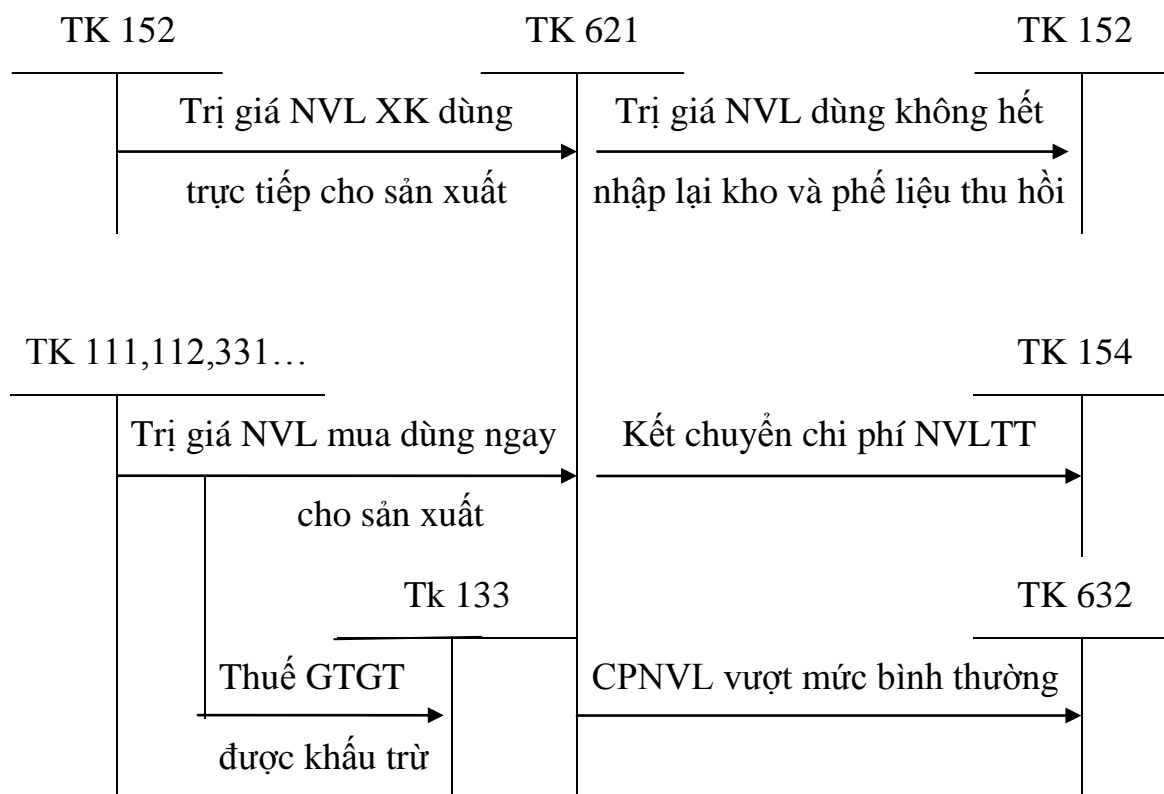 TK 152
TK 621
TK 152
Trị giá NVL XK dùng
Trị giá NVL dùng không hết
trực tiếp cho sản xuất
nhập lại kho và phế liệu thu hồi
TK 111,112,331…
TK 154
Trị giá NVL mua dùng ngay
Kết chuyển chi phí NVLTT
cho sản xuất
Tk 133
TK 632
Thuế GTGT
CPNVL vượt mức bình thường
được khấu trừ